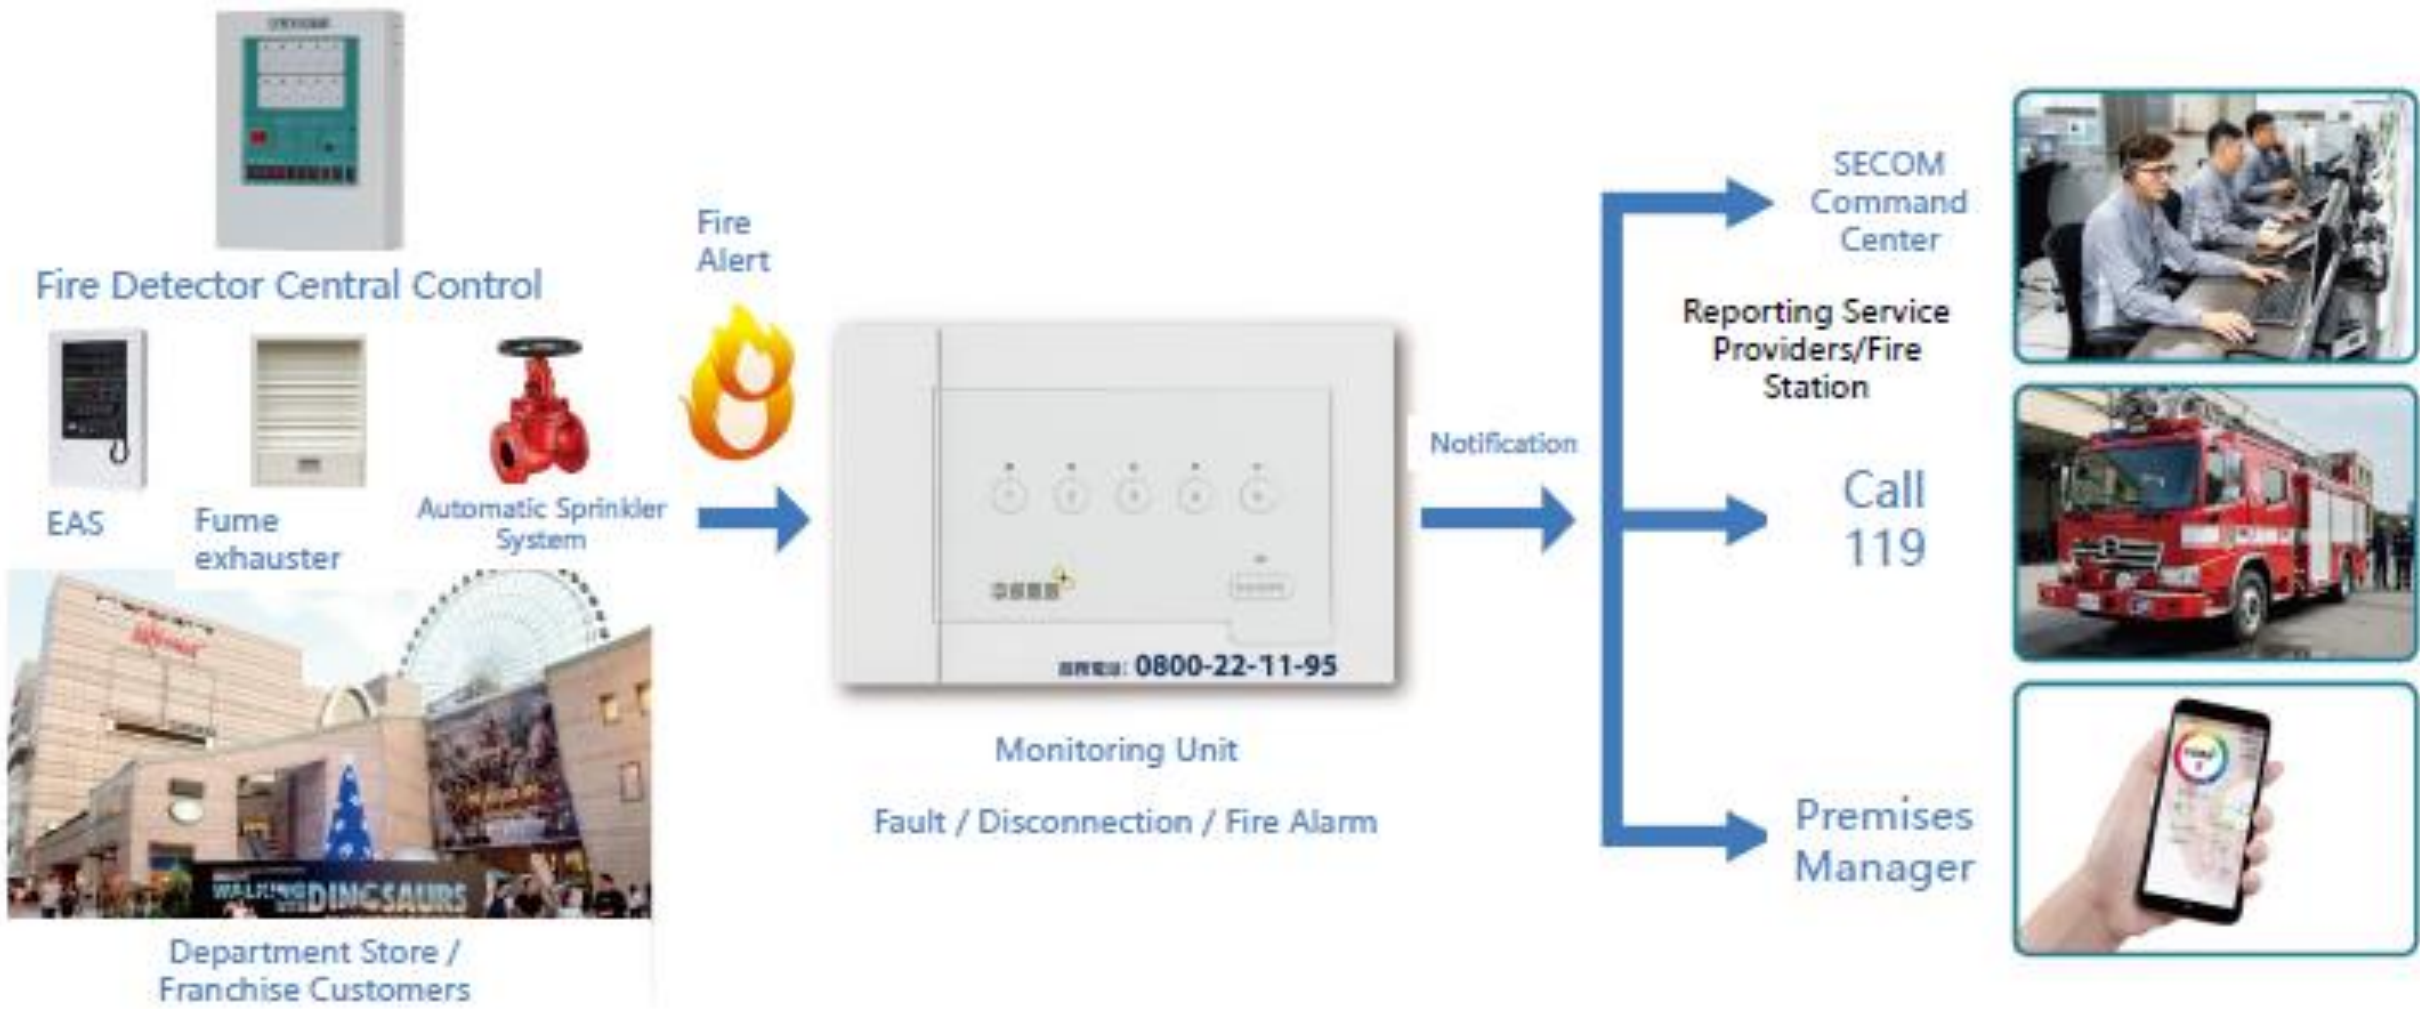 Fire Detector Central Control
EAS
Fume
exhauster
Automatic Sprinkler
System
WALKING DINOSAURS
Department Store /
Franchise Customers
Fire
Alert
0800-22-11-95
Monitoring Unit
Fault / Disconnection / Fire Alarm
Notification
SECOM
Command
Center
Reporting Service
Providers/Fire
Station
Call
119
Premises
Manager